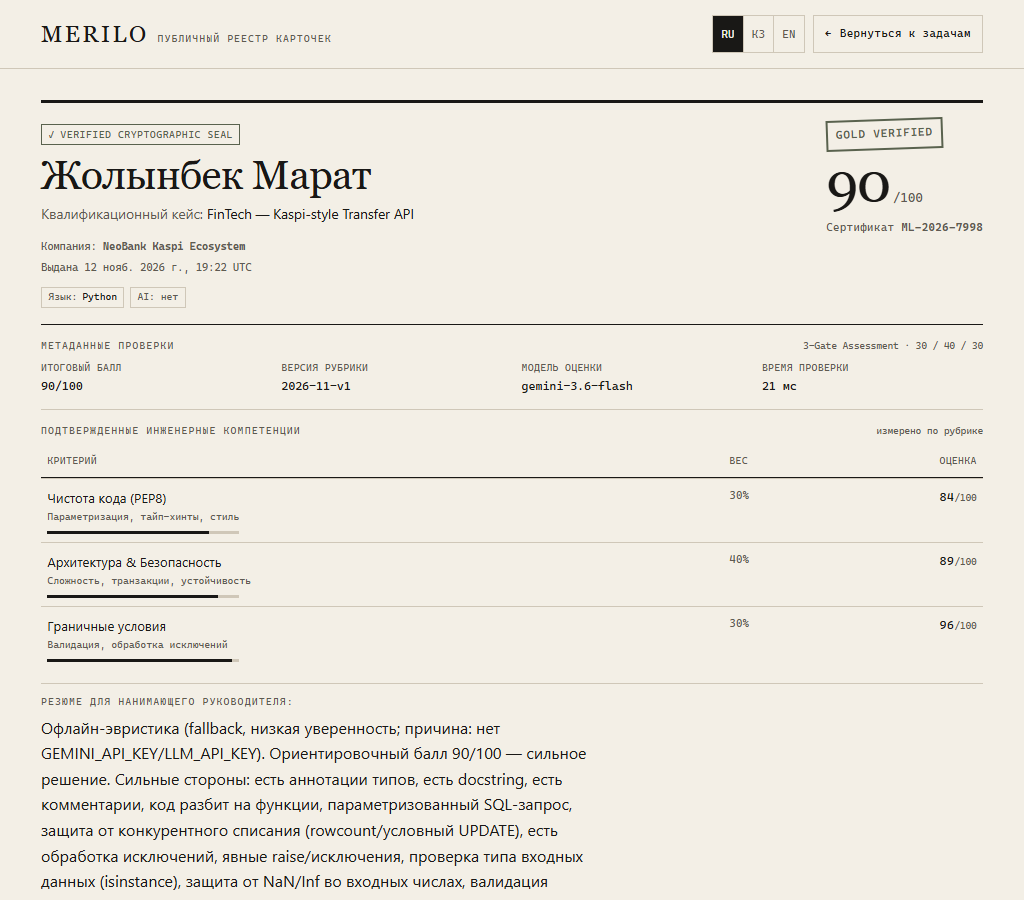 MERILO ПУБЛИЧНЫЙ РЕЕСТР КАРТОЧЕК
RU КЗ EN ← Вернуться к задачам
✓ VERIFIED CRYPTOGRAPHIC SEAL
GOLD VERIFIED
Жолынбек Марат
90/100
Квалификационный кейс: FinTech — Kaspi-style Transfer API
Сертификат ML-2026-7998
Компания: NeoBank Kaspi Ecosystem
Выдана 12 нояб. 2026 г., 19:22 UTC
Язык: Python AI: нет
МЕТАДАННЫЕ ПРОВЕРКИ 3-Gate Assessment · 30 / 40 / 30
ИТОГОВЫЙ БАЛЛ ВЕРСИЯ РУБРИКИ МОДЕЛЬ ОЦЕНКИ ВРЕМЯ ПРОВЕРКИ
90/100 2026-11-v1 gemini-3.6-flash 21 мс
ПОДТВЕРЖДЕННЫЕ ИНЖЕНЕРНЫЕ КОМПЕТЕНЦИИ измерено по рубрике
КРИТЕРИЙ ВЕС ОЦЕНКА
Чистота кода (PEP8) 30% 84/100
Параметризация, тайп-хинты, стиль
Архитектура & Безопасность 40% 89/100
Сложность, транзакции, устойчивость
Граничные условия 30% 96/100
Валидация, обработка исключений
РЕЗЮМЕ ДЛЯ НАНИМАЮЩЕГО РУКОВОДИТЕЛЯ:
Офлайн-эвристика (fallback, низкая уверенность; причина: нет
GEMINI_API_KEY/LLM_API_KEY). Ориентировочный балл 90/100 — сильное
решение. Сильные стороны: есть аннотации типов, есть docstring, есть
комментарии, код разбит на функции, параметризованный SQL-запрос,
защита от конкурентного списания (rowcount/условный UPDATE), есть
обработка исключений, явные raise/исключения, проверка типа входных
данных (isinstance), защита от NaN/Inf во входных числах, валидация